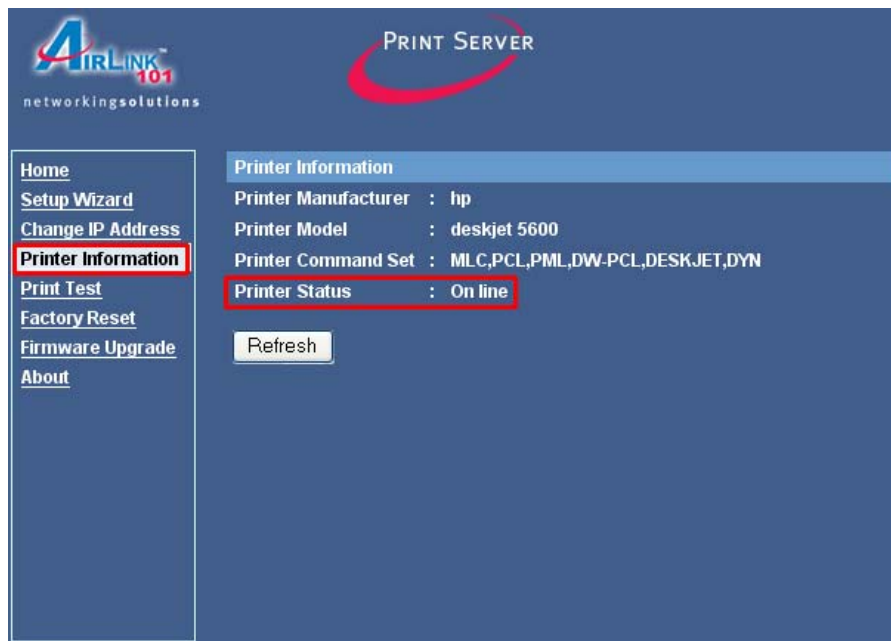 AIRLINK™
101
networkingsolutions
PRINT SERVER
Home
Setup Wizard
Change IP Address
Printer Information
Print Test
Factory Reset
Firmware Upgrade
About
Printer Information
Printer Manufacturer : hp
Printer Model : deskjet 5600
Printer Command Set : MLC,PCL,PML,DW-PCL,DESKJET,DYN
Printer Status : On line
Refresh